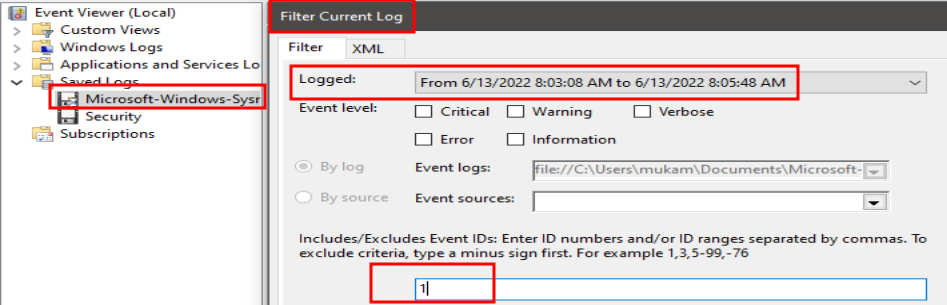 Event Viewer (Local)
Custom Views
Windows Logs
Applications and Services Lo
Saved Logs
Microsoft-Windows-Sysr
Security
Subscriptions
Filter Current Log
Filter
XML
Logged:
From 6/13/2022 8:03:08 AM to 6/13/2022 8:05:48 AM
Event level:
Critical
Warning
Verbose
Error
Information
By log
Event logs:
file://C:\Users\mukam\Documents\Microsoft-
By source
Event sources:
Includes/Excludes Event IDs: Enter ID numbers and/or ID ranges separated by commas. To
exclude criteria, type a minus sign first. For example 1,3,5-99,-76
1